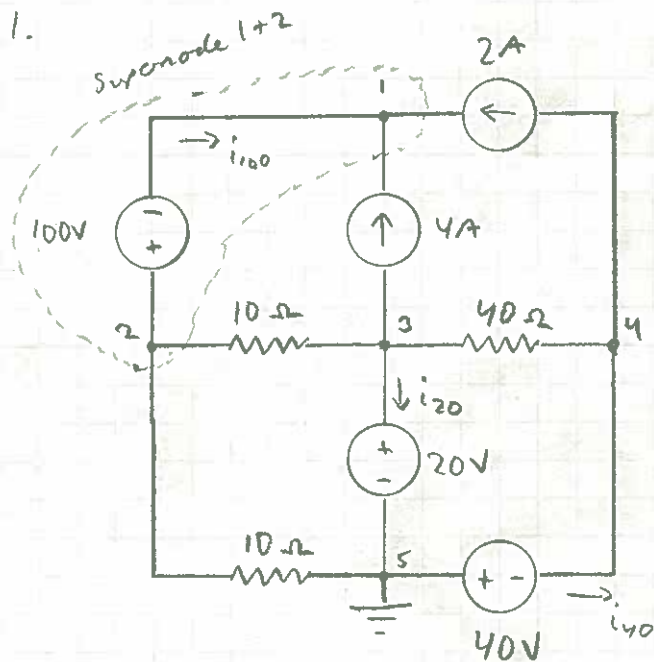 1.
Supernode 1+2
1
2A
i100
-
+
100V
4A
2
10 Ω
3
40 Ω
4
i20
+
-
20V
10 Ω
5
+ -
i40
40V